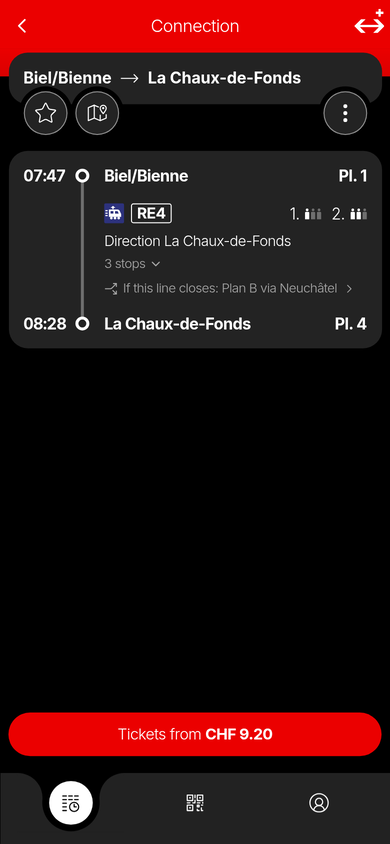 Connection
Biel/Bienne → La Chaux-de-Fonds
07:47 Biel/Bienne Pl. 1
RE4 1. 2.
Direction La Chaux-de-Fonds
3 stops
If this line closes: Plan B via Neuchâtel
08:28 La Chaux-de-Fonds Pl. 4
Tickets from CHF 9.20